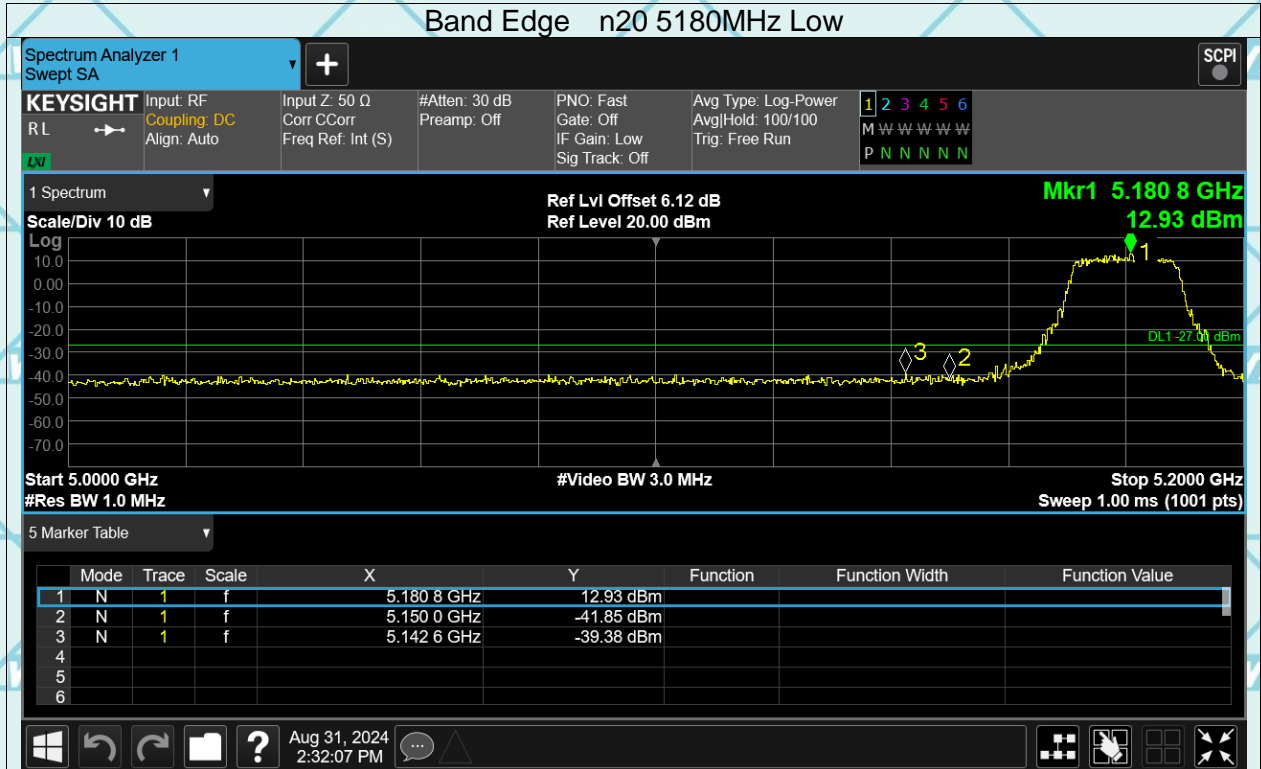 Band Edge n20 5180MHz Low
Spectrum Analyzer 1
Swept SA
+
SCPI
KEYSIGHT
RL
LXI
Input: RF
Coupling: DC
Align: Auto
Input Z: 50 Ω
Corr CCorr
Freq Ref: Int (S)
#Atten: 30 dB
Preamp: Off
PNO: Fast
Gate: Off
IF Gain: Low
Sig Track: Off
Avg Type: Log-Power
Avg|Hold: 100/100
Trig: Free Run
1 2 3 4 5 6
M W W W W W
P N N N N N
1 Spectrum
Scale/Div 10 dB
Ref Lvl Offset 6.12 dB
Ref Level 20.00 dBm
Mkr1 5.180 8 GHz
12.93 dBm
Log
10.0
0.00
-10.0
-20.0
-30.0
-40.0
-50.0
-60.0
-70.0
1
DL1 -27.00 dBm
3
2
Start 5.0000 GHz
#Res BW 1.0 MHz
#Video BW 3.0 MHz
Stop 5.2000 GHz
Sweep 1.00 ms (1001 pts)
5 Marker Table
Mode Trace Scale X Y Function Function Width Function Value
1 N 1 f 5.180 8 GHz 12.93 dBm
2 N 1 f 5.150 0 GHz -41.85 dBm
3 N 1 f 5.142 6 GHz -39.38 dBm
4
5
6
?
Aug 31, 2024
2:32:07 PM